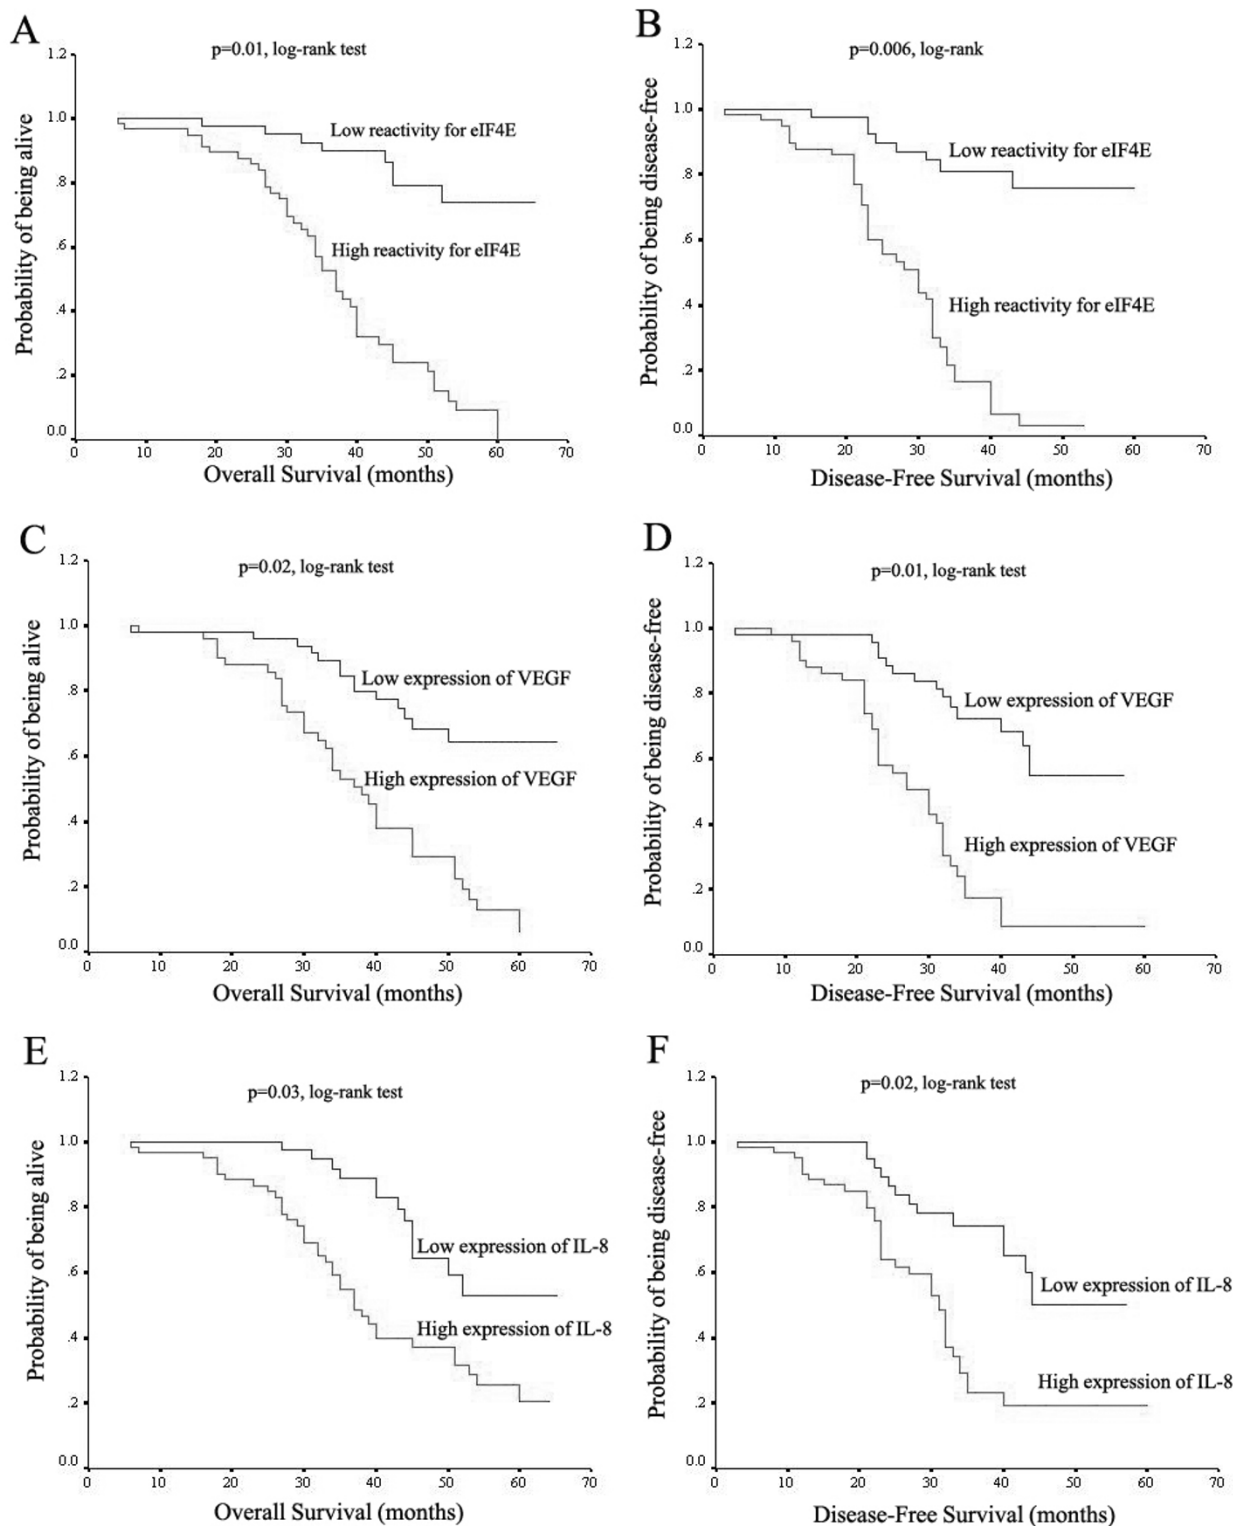 A
p=0.01, log-rank test
1.2
1.0
.8
.6
.4
.2
0.0
Probability of being alive
Low reactivity for eIF4E
High reactivity for eIF4E
0 10 20 30 40 50 60 70
Overall Survival (months)
B
p=0.006, log-rank
1.2
1.0
.8
.6
.4
.2
0.0
Probability of being disease-free
Low reactivity for eIF4E
High reactivity for eIF4E
0 10 20 30 40 50 60 70
Disease-Free Survival (months)
C
p=0.02, log-rank test
1.2
1.0
.8
.6
.4
.2
0.0
Probability of being alive
Low expression of VEGF
High expression of VEGF
0 10 20 30 40 50 60 70
Overall Survival (months)
D
p=0.01, log-rank test
1.2
1.0
.8
.6
.4
.2
0.0
Probability of being disease-free
Low expression of VEGF
High expression of VEGF
0 10 20 30 40 50 60 70
Disease-Free Survival (months)
E
p=0.03, log-rank test
1.2
1.0
.8
.6
.4
.2
0.0
Probability of being alive
Low expression of IL-8
High expression of IL-8
0 10 20 30 40 50 60 70
Overall Survival (months)
F
p=0.02, log-rank test
1.2
1.0
.8
.6
.4
.2
0.0
Probability of being disease-free
Low expression of IL-8
High expression of IL-8
0 10 20 30 40 50 60 70
Disease-Free Survival (months)